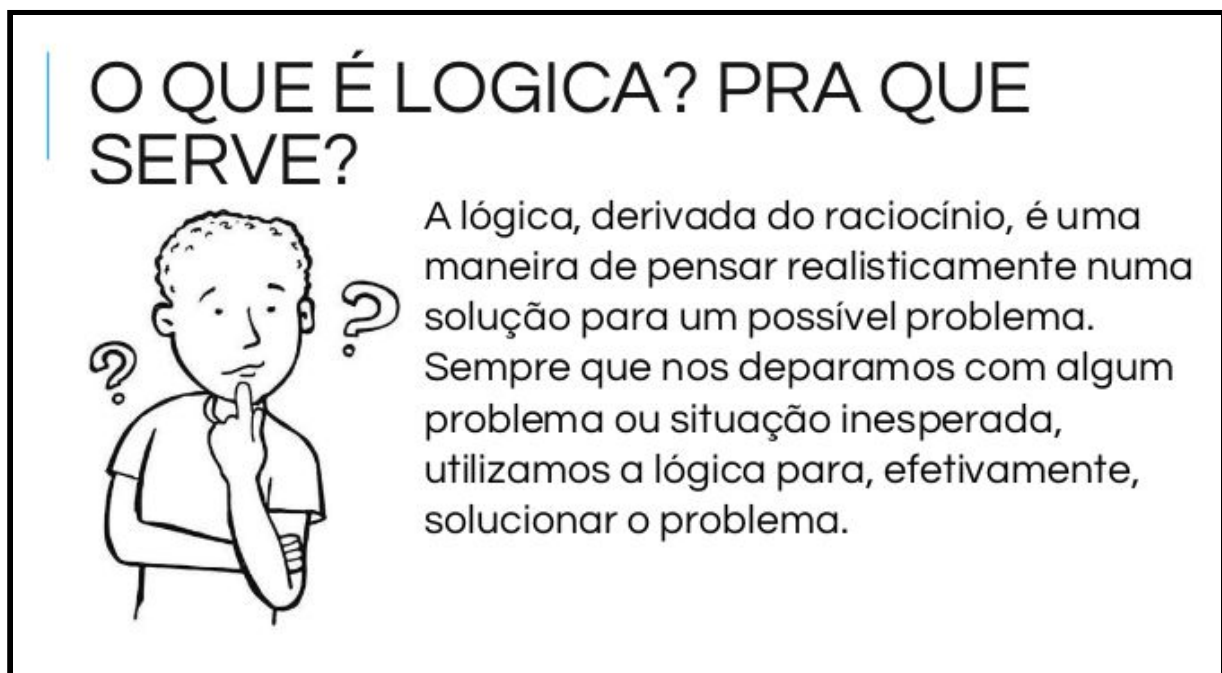 O QUE É LOGICA? PRA QUE
SERVE?
A lógica, derivada do raciocínio, é uma
maneira de pensar realisticamente numa
solução para um possível problema.
Sempre que nos deparamos com algum
problema ou situação inesperada,
utilizamos a lógica para, efetivamente,
solucionar o problema.
? 
?